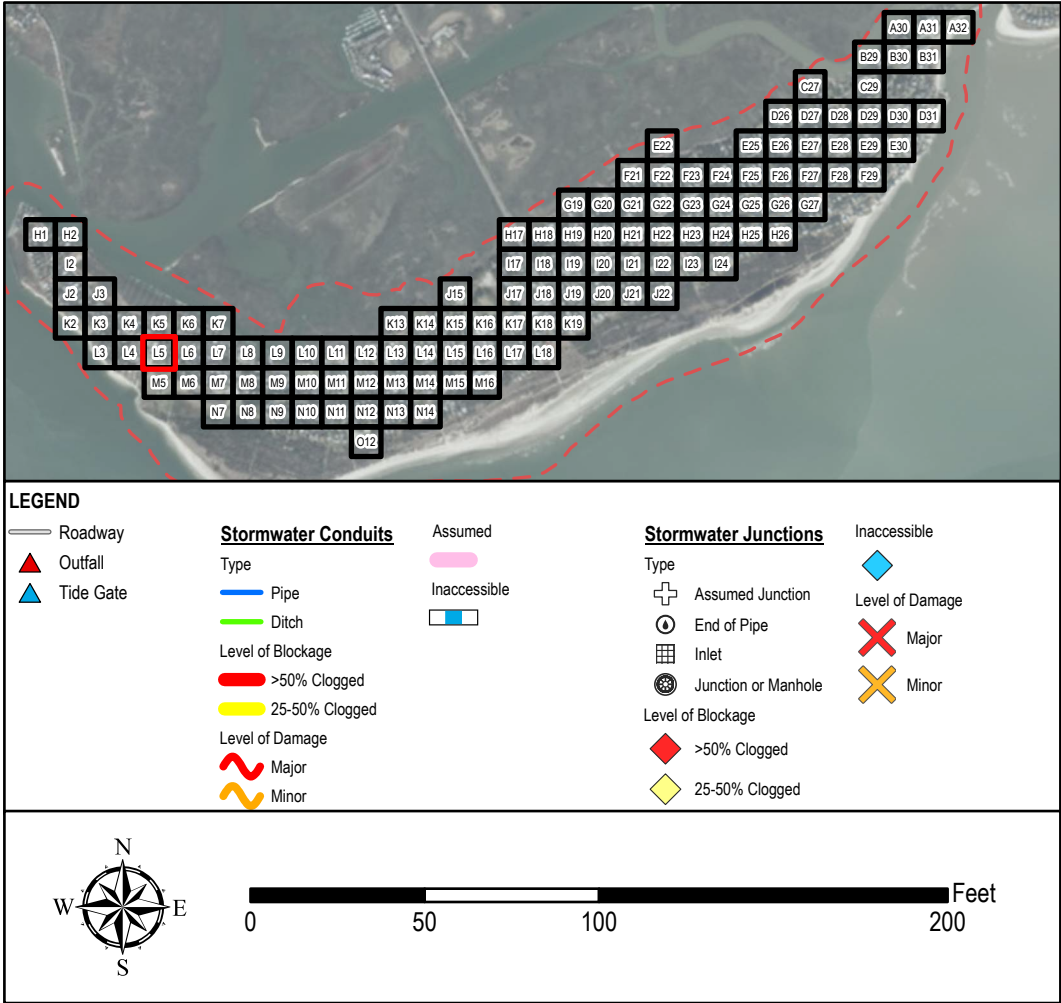 A30 A31 A32
B29 B30 B31
C27 C29
D26 D27 D28 D29 D30 D31
E22 E25 E26 E27 E28 E29 E30
F21 F22 F23 F24 F25 F26 F27 F28 F29
G19 G20 G21 G22 G23 G24 G25 G26 G27
H1 H2 H17 H18 H19 H20 H21 H22 H23 H24 H25 H26
I2 I17 I18 I19 I20 I21 I22 I23 I24
J2 J3 J15 J17 J18 J19 J20 J21 J22
K2 K3 K4 K5 K6 K7 K13 K14 K15 K16 K17 K18 K19
L3 L4 L5 L6 L7 L8 L9 L10 L11 L12 L13 L14 L15 L16 L17 L18
M5 M6 M7 M8 M9 M10 M11 M12 M13 M14 M15 M16
N7 N8 N9 N10 N11 N12 N13 N14
O12
LEGEND
Roadway
Outfall
Tide Gate
Stormwater Conduits
Type
Pipe
Ditch
Level of Blockage
>50% Clogged
25-50% Clogged
Level of Damage
Major
Minor
Assumed
Inaccessible
Stormwater Junctions
Type
Assumed Junction
End of Pipe
Inlet
Junction or Manhole
Level of Blockage
>50% Clogged
25-50% Clogged
Inaccessible
Level of Damage
Major
Minor
N
W E
S
Feet
0 50 100 200